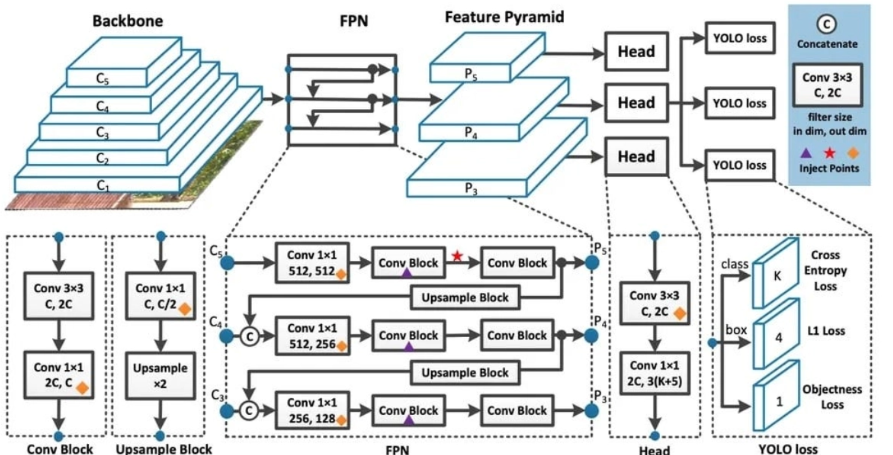 Backbone
FPN
Feature Pyramid
C5
C4
C3
C2
C1
P5
P4
P3
Head
Head
Head
YOLO loss
YOLO loss
YOLO loss
C
Concatenate
Conv 3×3
C, 2C
filter size
in dim, out dim
Inject Points
Conv 3×3
C, 2C
Conv 1×1
2C, C
Conv Block
Conv 1×1
C, C/2
Upsample
×2
Upsample Block
C5
Conv 1×1
512, 512
Conv Block
Conv Block
P5
Upsample Block
C4
C
Conv 1×1
512, 256
Conv Block
Conv Block
P4
Upsample Block
C3
C
Conv 1×1
256, 128
Conv Block
Conv Block
P3
FPN
Conv 3×3
C, 2C
Conv 1×1
2C, 3(K+5)
Head
class
K
Cross
Entropy
Loss
box
4
L1 Loss
1
Objectness
Loss
YOLO loss